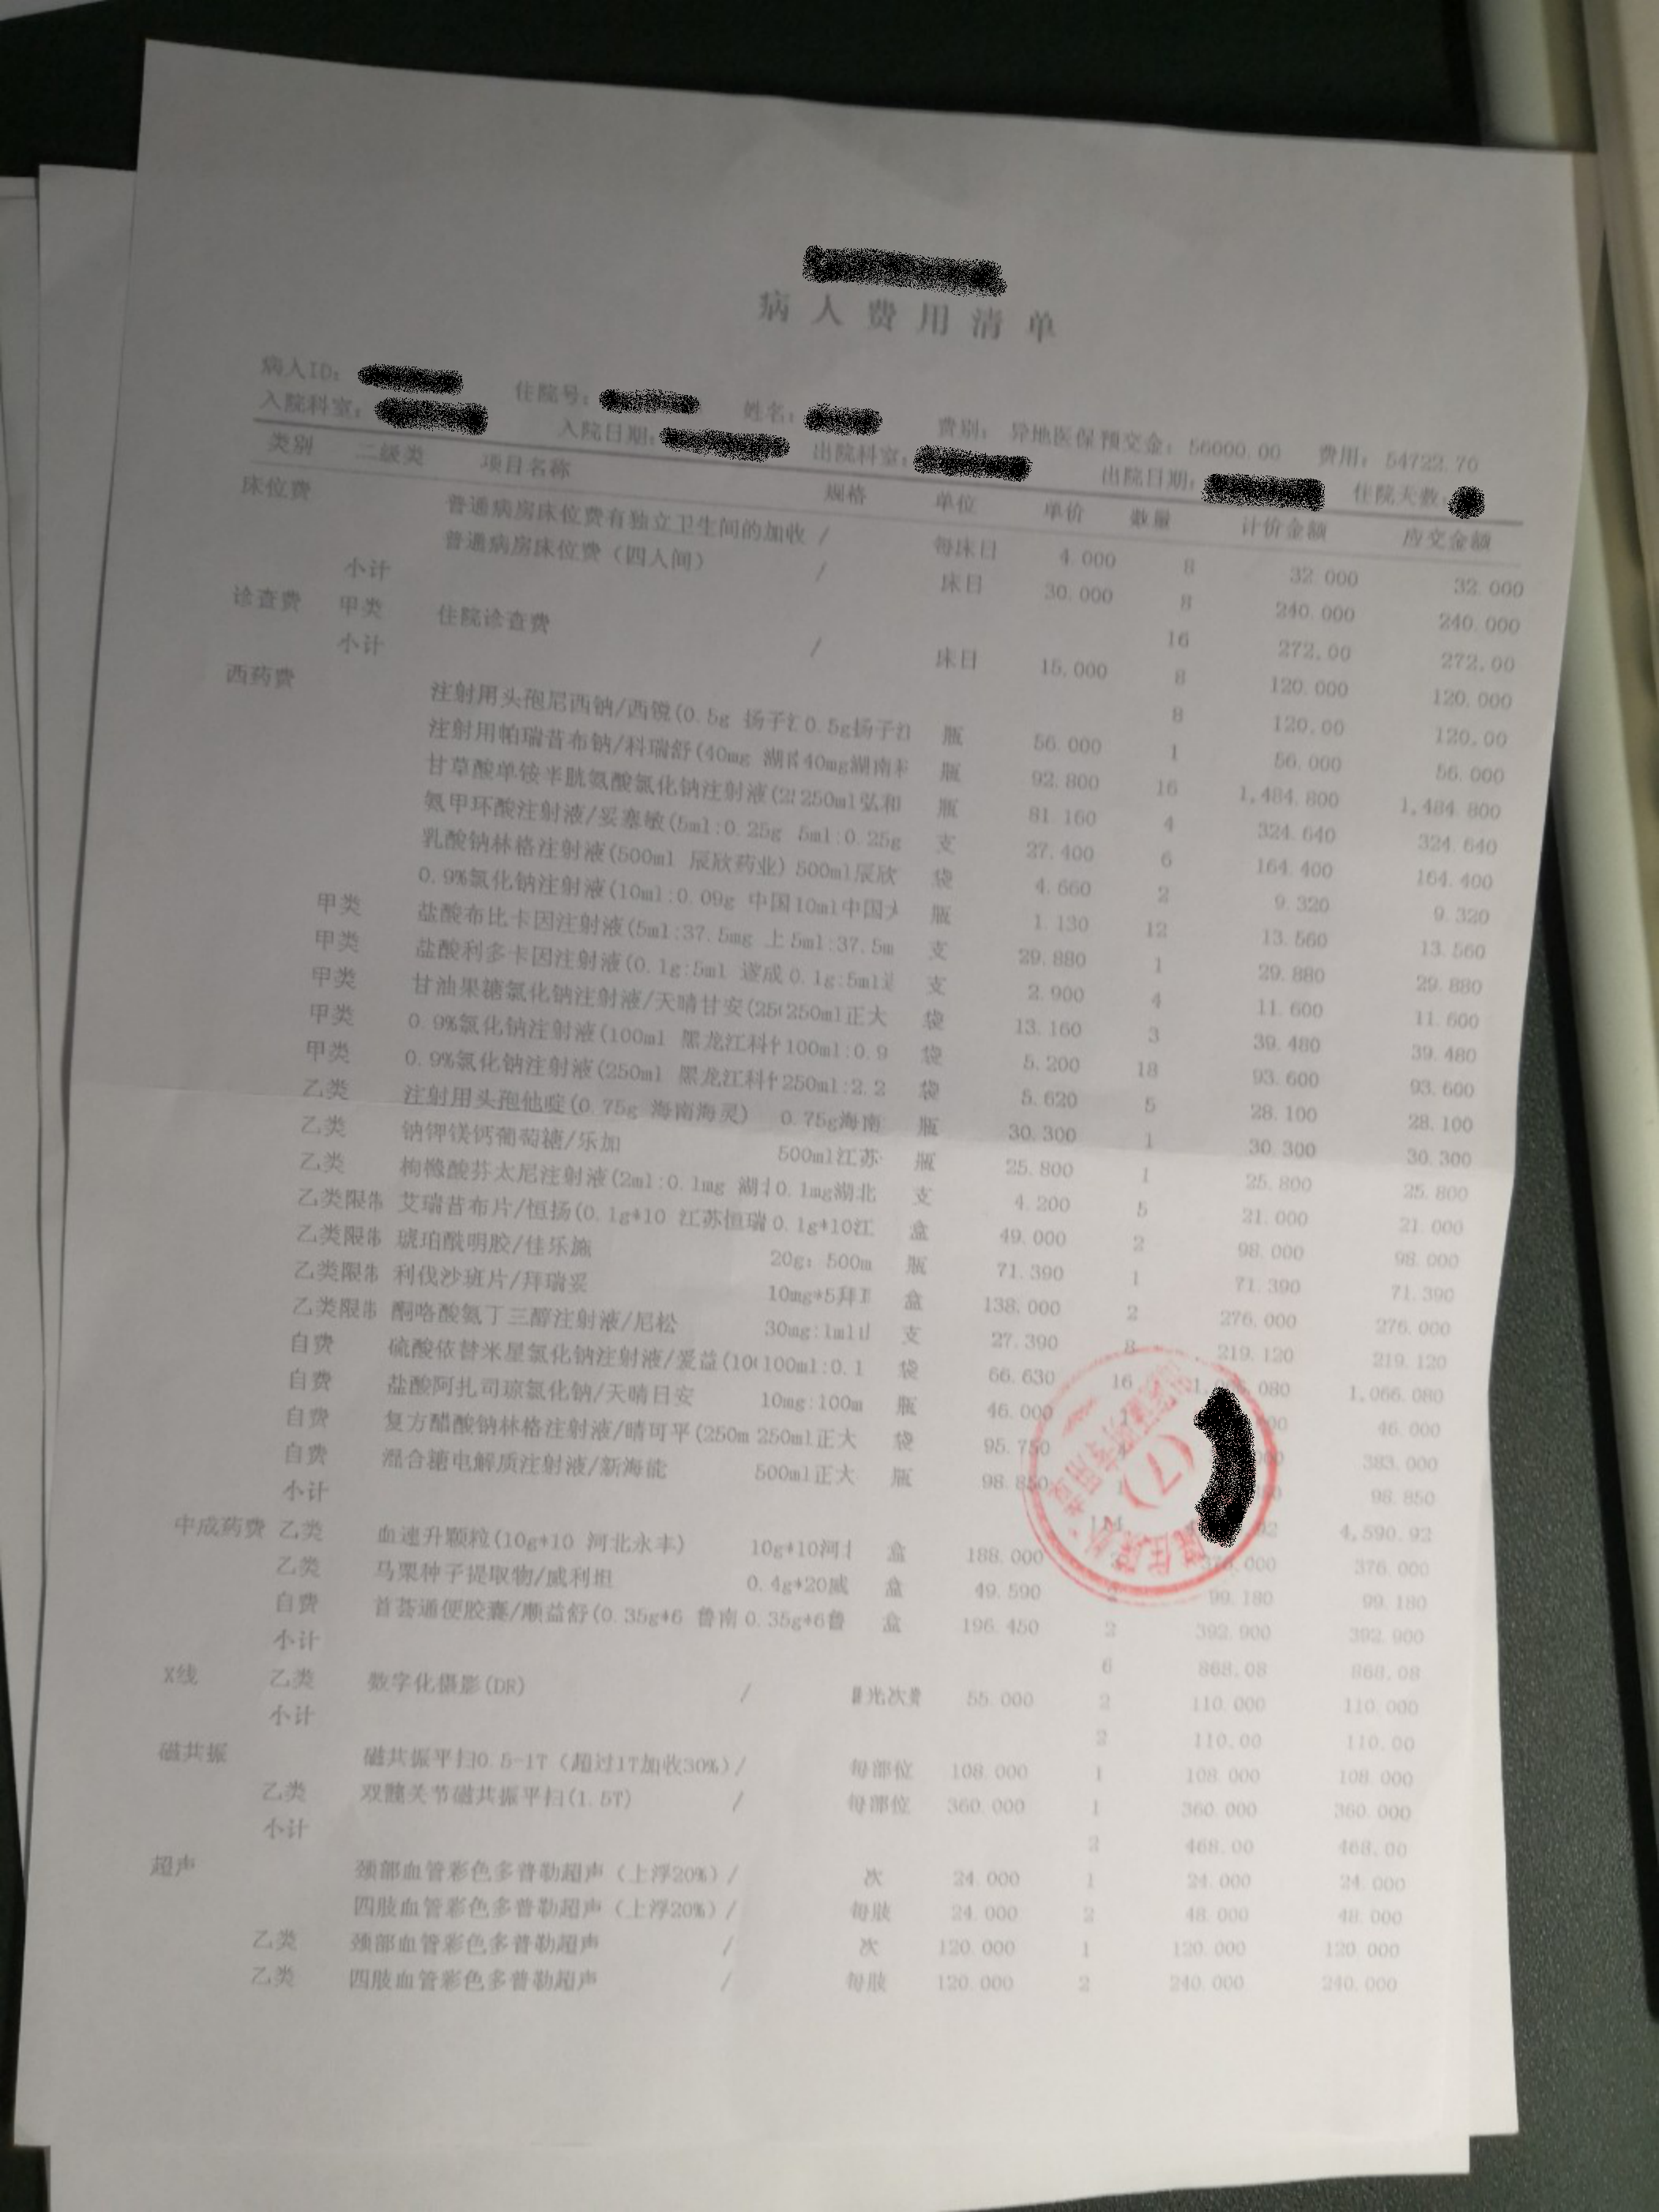 病人费用清单
病人ID: 住院号: 姓名: 费别: 异地医保 预交金: 56000.00 费用: 54722.70
入院科室: 入院日期: 出院科室: 出院日期: 住院天数:
类别 二级类 项目名称 规格 单位 单价 数量 计价金额 应交金额
床位费 普通病房床位费有独立卫生间的加收 / 每床日 4.000 8 32.000 32.000
普通病房床位费（四人间） / 床日 30.000 8 240.000 240.000
小计 16 272.00 272.00
诊查费 甲类 住院诊查费 / 床日 15.000 8 120.000 120.000
小计 8 120.00 120.00
西药费 注射用头孢尼西钠/西镜(0.5g 扬子 0.5g扬子江 瓶 56.000 1 56.000 56.000
注射用帕瑞昔布钠/科瑞舒(40mg 湖 40mg湖南 瓶 92.800 16 1,484.800 1,484.800
甘草酸单铵半胱氨酸氯化钠注射液(2 250ml弘和 瓶 81.160 4 324.640 324.640
氨甲环酸注射液/妥塞敏(5ml:0.25g 5ml:0.25g 支 27.400 6 164.400 164.400
乳酸钠林格注射液(500ml 辰欣药业) 500ml辰欣 袋 4.660 2 9.320 9.320
0.9%氯化钠注射液(10ml:0.09g 中国 10ml中国 瓶 1.130 12 13.560 13.560
甲类 盐酸布比卡因注射液(5ml:37.5mg 上 5ml:37.5m 支 29.880 1 29.880 29.880
甲类 盐酸利多卡因注射液(0.1g:5ml 遂成 0.1g:5ml 支 2.900 4 11.600 11.600
甲类 甘油果糖氯化钠注射液/天晴甘安(25 250ml正大 袋 13.160 3 39.480 39.480
甲类 0.9%氯化钠注射液(100ml 黑龙江科 100ml:0.9 袋 5.200 18 93.600 93.600
甲类 0.9%氯化钠注射液(250ml 黑龙江科 250ml:2.2 袋 5.620 5 28.100 28.100
乙类 注射用头孢他啶(0.75g 海南海灵) 0.75g海南 瓶 30.300 1 30.300 30.300
乙类 钠钾镁钙葡萄糖/乐加 500ml江苏 瓶 25.800 1 25.800 25.800
乙类 枸橼酸芬太尼注射液(2ml:0.1mg 湖 0.1mg湖北 支 4.200 5 21.000 21.000
乙类限制 艾瑞昔布片/恒扬(0.1g*10 江苏恒瑞 0.1g*10江 盒 49.000 2 98.000 98.000
乙类限制 琥珀酰明胶/佳乐施 20g: 500m 瓶 71.390 1 71.390 71.390
乙类限制 利伐沙班片/拜瑞妥 10mg*5拜耳 盒 138.000 2 276.000 276.000
乙类限制 酮咯酸氨丁三醇注射液/尼松 30mg:1ml 支 27.390 8 219.120 219.120
自费 硫酸依替米星氯化钠注射液/爱益(10 100ml:0.1 袋 66.630 16 080 1,066.080
自费 盐酸阿扎司琼氯化钠/天晴日安 10mg:100m 瓶 46.000 1 46.000
自费 复方醋酸钠林格注射液/晴可平(250m 250ml正大 袋 95.750 383.000
自费 混合糖电解质注射液/新海能 500ml正大 瓶 98.850 1 98.850
小计 4,590.92
中成药费 乙类 血速升颗粒(10g*10 河北永丰) 10g*10河北 盒 188.000 376.000 376.000
乙类 马栗种子提取物/威利坦 0.4g*20威 盒 49.590 99.180 99.180
自费 首荟通便胶囊/顺益舒(0.35g*6 鲁南 0.35g*6鲁 盒 196.450 2 392.900 392.900
小计 6 868.08 868.08
X线 乙类 数字化摄影(DR) / 曝光次数 55.000 2 110.000 110.000
小计 2 110.00 110.00
磁共振 磁共振平扫0.5-1T（超过1T加收30%） / 每部位 108.000 1 108.000 108.000
乙类 双髋关节磁共振平扫(1.5T) / 每部位 360.000 1 360.000 360.000
小计 2 468.00 468.00
超声 颈部血管彩色多普勒超声（上浮20%） / 次 24.000 1 24.000 24.000
四肢血管彩色多普勒超声（上浮20%） / 每肢 24.000 2 48.000 48.000
乙类 颈部血管彩色多普勒超声 / 次 120.000 1 120.000 120.000
乙类 四肢血管彩色多普勒超声 / 每肢 120.000 2 240.000 240.000
(7)